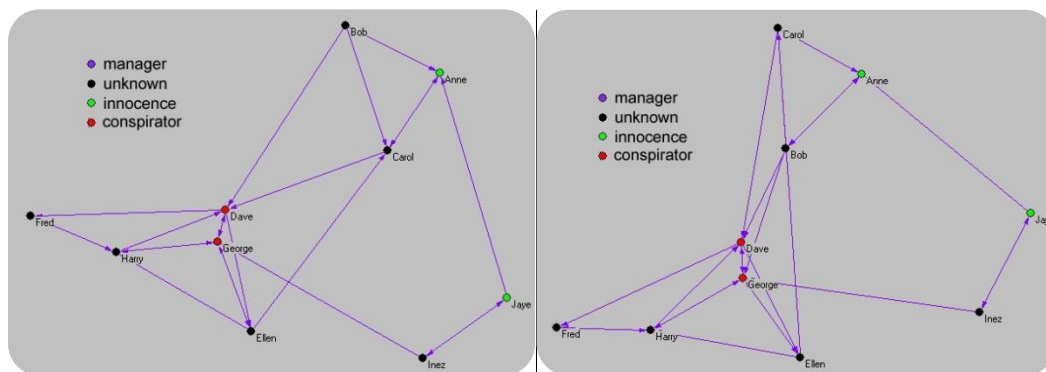 Bob
manager
unknown
innocence
conspirator
Anne
Carol
Dave
Fred
George
Harry
Ellen
Jaye
Inez
Carol
Anne
manager
unknown
innocence
conspirator
Bob
Jay
Dave
George
Inez
Fred
Harry
Ellen